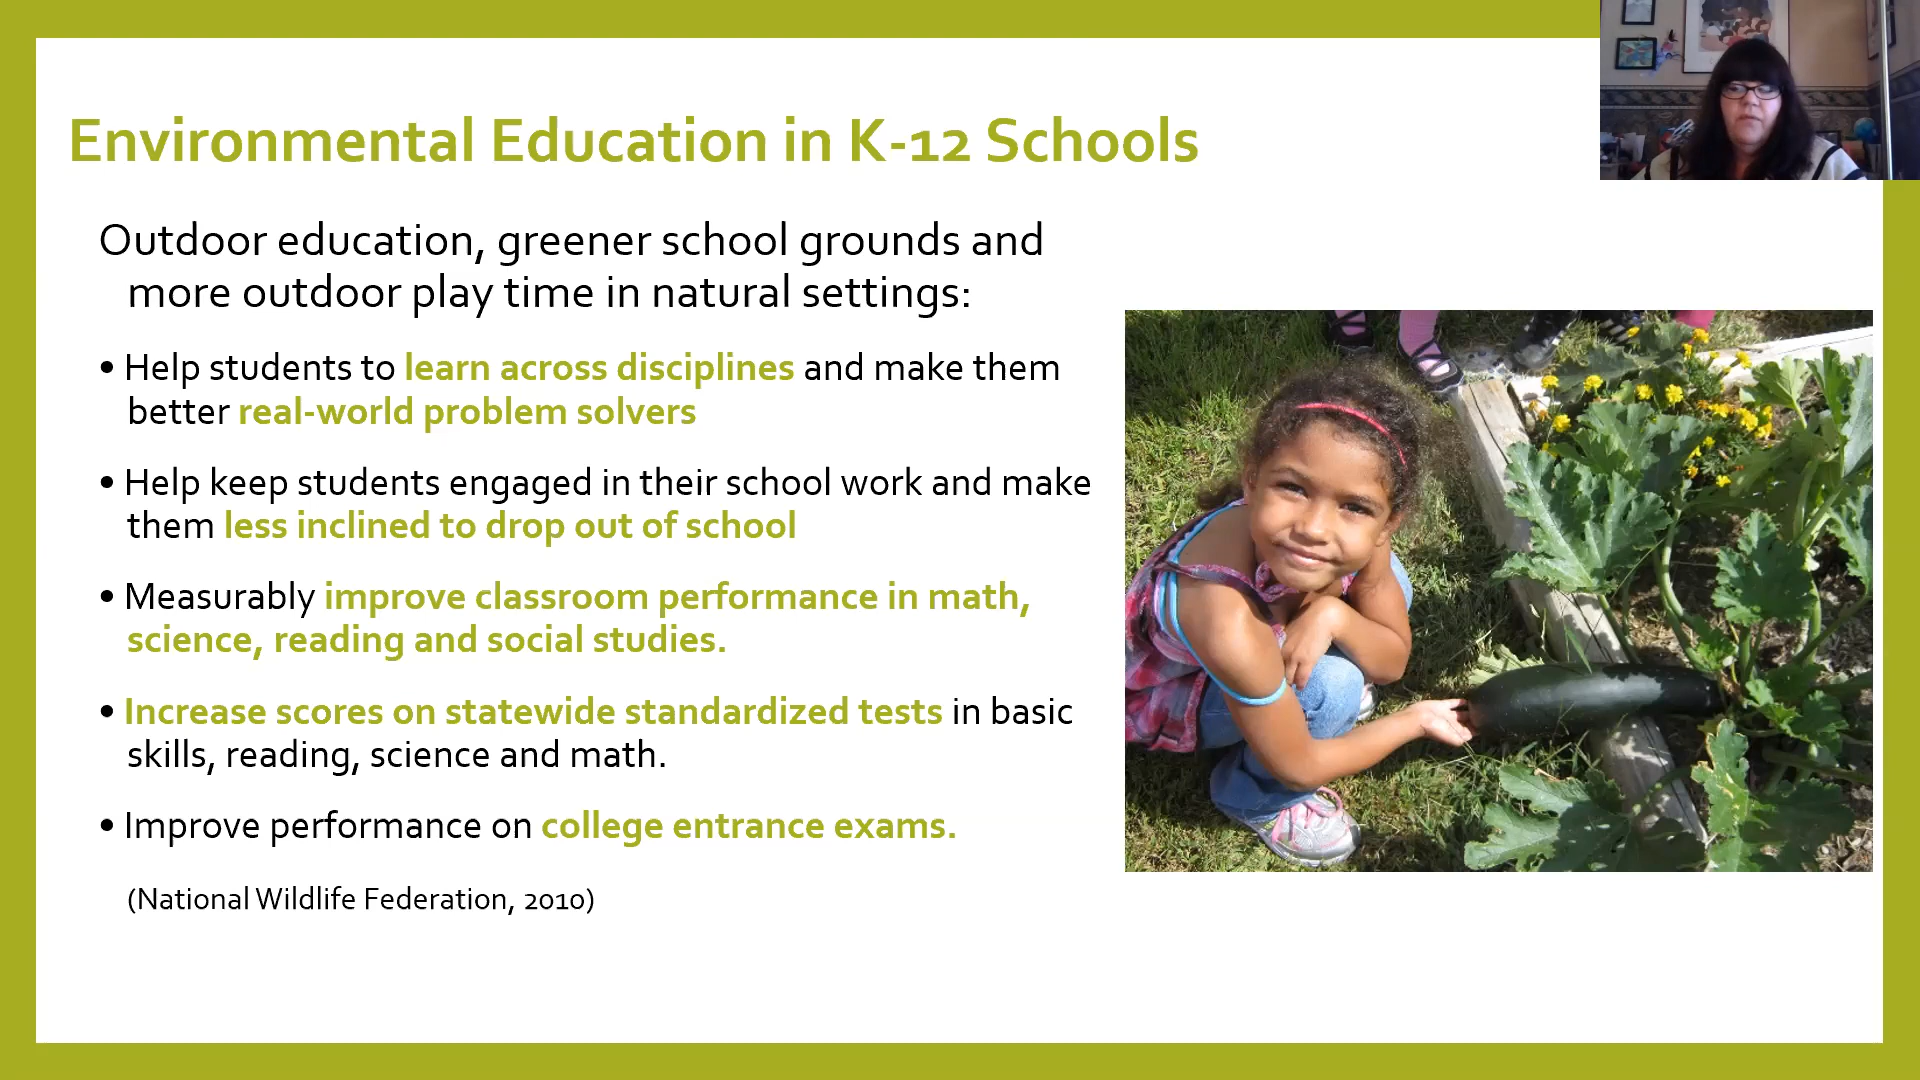 Environmental Education in K-12 Schools
Outdoor education, greener school grounds and
more outdoor play time in natural settings:
• Help students to learn across disciplines and make them
better real-world problem solvers
• Help keep students engaged in their school work and make
them less inclined to drop out of school
• Measurably improve classroom performance in math,
science, reading and social studies.
• Increase scores on statewide standardized tests in basic
skills, reading, science and math.
• Improve performance on college entrance exams.
(National Wildlife Federation, 2010)